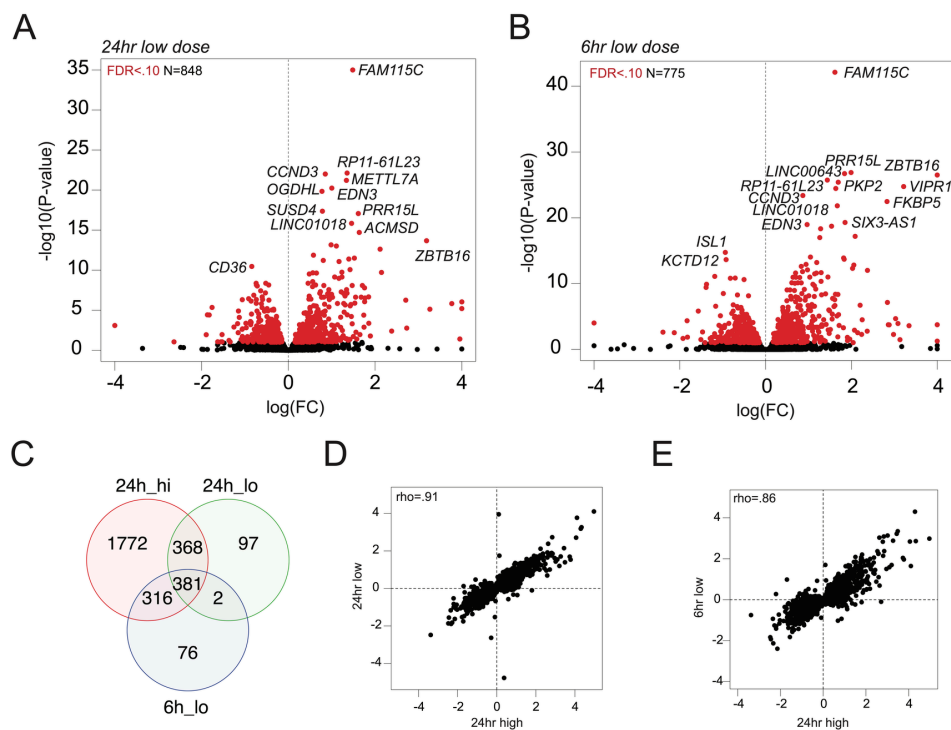 A
24hr low dose
FDR<.10 N=848
FAM115C
RP11-61L23
CCND3
METTL7A
OGDHL
EDN3
SUSD4
PRR15L
LINC01018
ACMSD
ZBTB16
CD36
-log10(P-value)
35
30
25
20
15
10
5
0
-4
-2
0
2
4
log(FC)
B
6hr low dose
FDR<.10 N=775
FAM115C
PRR15L
ZBTB16
LINC00643
RP11-61L23
PKP2
VIPR1
CCND3
FKBP5
LINC01018
EDN3
SIX3-AS1
ISL1
KCTD12
-log10(P-value)
40
30
20
10
0
-4
-2
0
2
4
log(FC)
C
24h_hi
24h_lo
1772
368
97
381
316
2
76
6h_lo
D
rho=.91
24hr low
4
2
0
-2
-4
-4
-2
0
2
4
24hr high
E
rho=.86
6hr low
4
2
0
-2
-4
-4
-2
0
2
4
24hr high